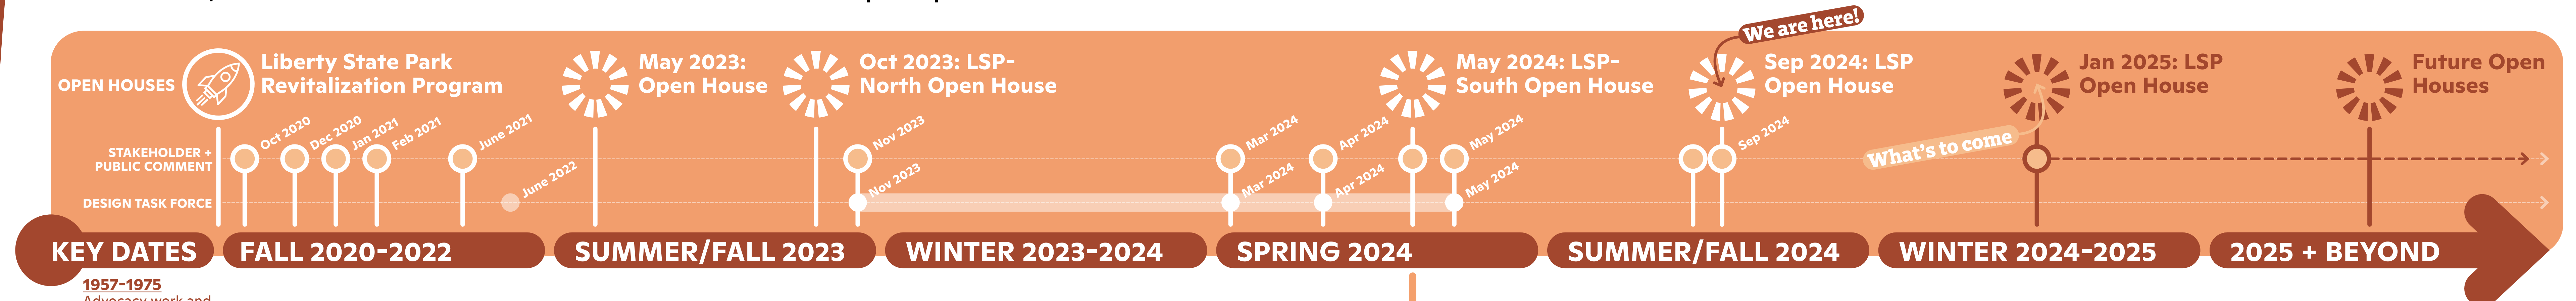 We are here!
OPEN HOUSES
Liberty State Park
Revitalization Program
May 2023:
Open House
Oct 2023: LSP-
North Open House
May 2024: LSP-
South Open House
Sep 2024: LSP
Open House
Jan 2025: LSP
Open House
Future Open
Houses
STAKEHOLDER +
PUBLIC COMMENT
Oct 2020
Dec 2020
Jan 2021
Feb 2021
June 2021
Nov 2023
Mar 2024
Apr 2024
May 2024
Sep 2024
What's to come
DESIGN TASK FORCE
June 2022
Nov 2023
Mar 2024
Apr 2024
May 2024
KEY DATES
FALL 2020-2022
SUMMER/FALL 2023
WINTER 2023-2024
SPRING 2024
SUMMER/FALL 2024
WINTER 2024-2025
2025 + BEYOND
1957-1975
Advocacy work and